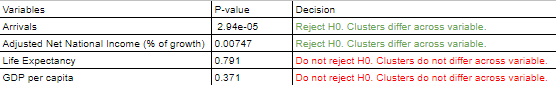 Variables P-value Decision
Arrivals 2.94e-05 Reject H0. Clusters differ across variable.
Adjusted Net National Income (% of growth) 0.00747 Reject H0. Clusters differ across variable.
Life Expectancy 0.791 Do not reject H0. Clusters do not differ across variable.
GDP per capita 0.371 Do not reject H0. Clusters do not differ across variable.